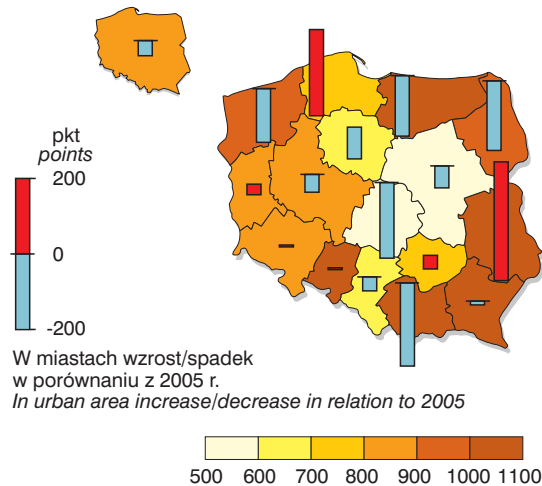 pkt
points
200
0
-200
W miastach wzrost/spadek
w porównaniu z 2005 r.
In urban area increase/decrease in relation to 2005
500 600 700 800 900 1000 1100